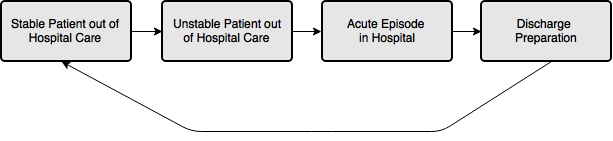 Stable Patient out of
Hospital Care
Unstable Patient out
of Hospital Care
Acute Episode
in Hospital
Discharge
Preparation